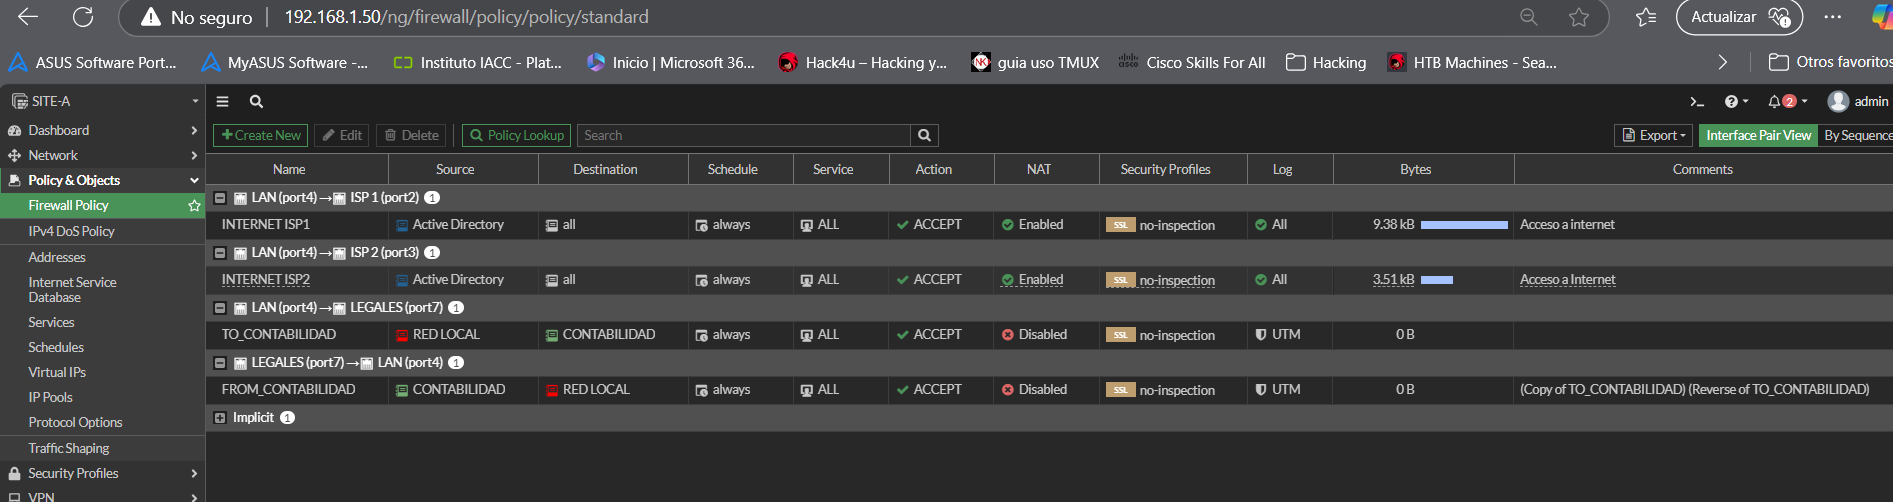 No seguro 192.168.1.50/ng/firewall/policy/policy/standard Actualizar
ASUS Software Port... MyASUS Software -... Instituto IACC - Plat... Inicio | Microsoft 36... Hack4u – Hacking y... NK guia uso TMUX cisco Cisco Skills For All Hacking HTB Machines - Sea... Otros favoritos
SITE-A 2 admin
Dashboard
Network
Policy & Objects
Firewall Policy
IPv4 DoS Policy
Addresses
Internet Service
Database
Services
Schedules
Virtual IPs
IP Pools
Protocol Options
Traffic Shaping
Security Profiles
VPN
+Create New Edit Delete Policy Lookup Search Export Interface Pair View By Sequence
Name Source Destination Schedule Service Action NAT Security Profiles Log Bytes Comments
LAN (port4) → ISP 1 (port2) 1
INTERNET ISP1 Active Directory all always ALL ACCEPT Enabled SSL no-inspection All 9.38 kB Acceso a internet
LAN (port4) → ISP 2 (port3) 1
INTERNET ISP2 Active Directory all always ALL ACCEPT Enabled SSL no-inspection All 3.51 kB Acceso a Internet
LAN (port4) → LEGALES (port7) 1
TO_CONTABILIDAD RED LOCAL CONTABILIDAD always ALL ACCEPT Disabled SSL no-inspection UTM 0 B
LEGALES (port7) → LAN (port4) 1
FROM_CONTABILIDAD CONTABILIDAD RED LOCAL always ALL ACCEPT Disabled SSL no-inspection UTM 0 B (Copy of TO_CONTABILIDAD) (Reverse of TO_CONTABILIDAD)
Implicit 1